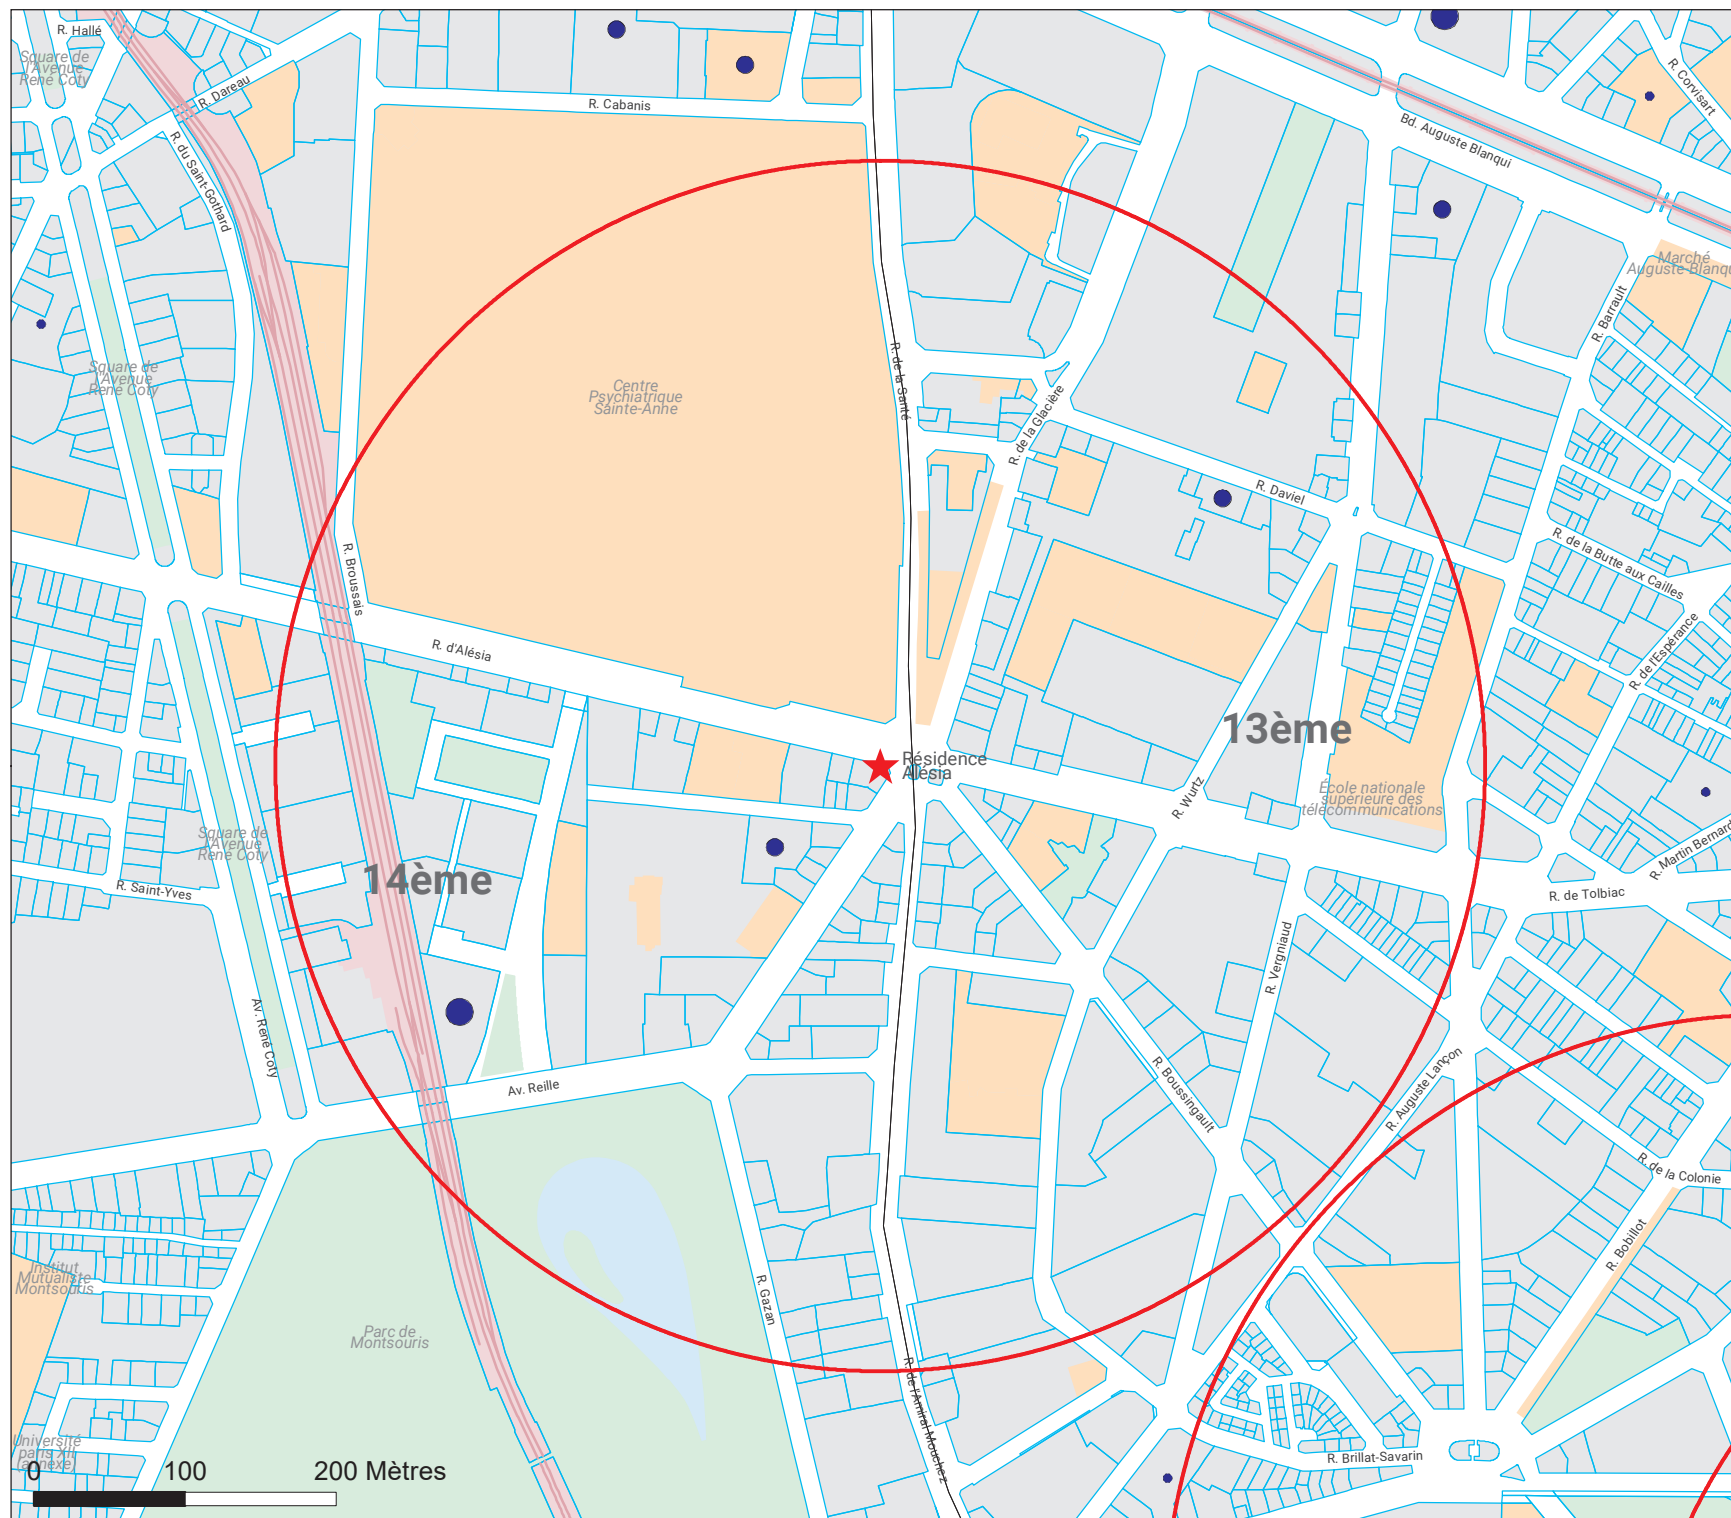 R. Hallé
Square de
l'Avenue
René Coty
R. Dareau
R. du Saint-Gothard
R. Cabanis
R. Corvisart
Bd. Auguste Blanqui
Marché
Auguste Blanqu
R. Barrault
Square de
l'Avenue
René Coty
Centre
Psychiatrique
Sainte-Anne
R. de la Santé
R. de la Glacière
R. Daviel
R. Broussais
R. de la Butte aux Cailles
R. de l'Espérance
R. d'Alésia
13ème
Résidence
Alésia
R. Wurtz
École nationale
supérieure des
télécommunications
Square de
l'Avenue
René Coty
14ème
R. Martin Bernard
R. Saint-Yves
R. de Tolbiac
R. Vergniaud
Av. René Coty
Av. Reille
R. Boussingault
R. Auguste Lançon
R. de la Colonie
R. Bobillot
Institut
Mutualiste
Montsouris
Parc de
Montsouris
R. Gazan
R. de l'Amiral Mouchez
R. Brillat-Savarin
Université
paris XII
(annexe)
0 100 200 Mètres